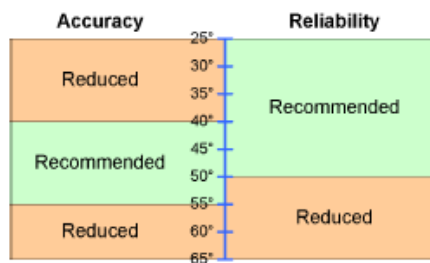 Accuracy Reliability
25°
30°
Reduced
35°
Recommended
40°
45°
Recommended
50°
55°
Reduced
Reduced
60°
65°